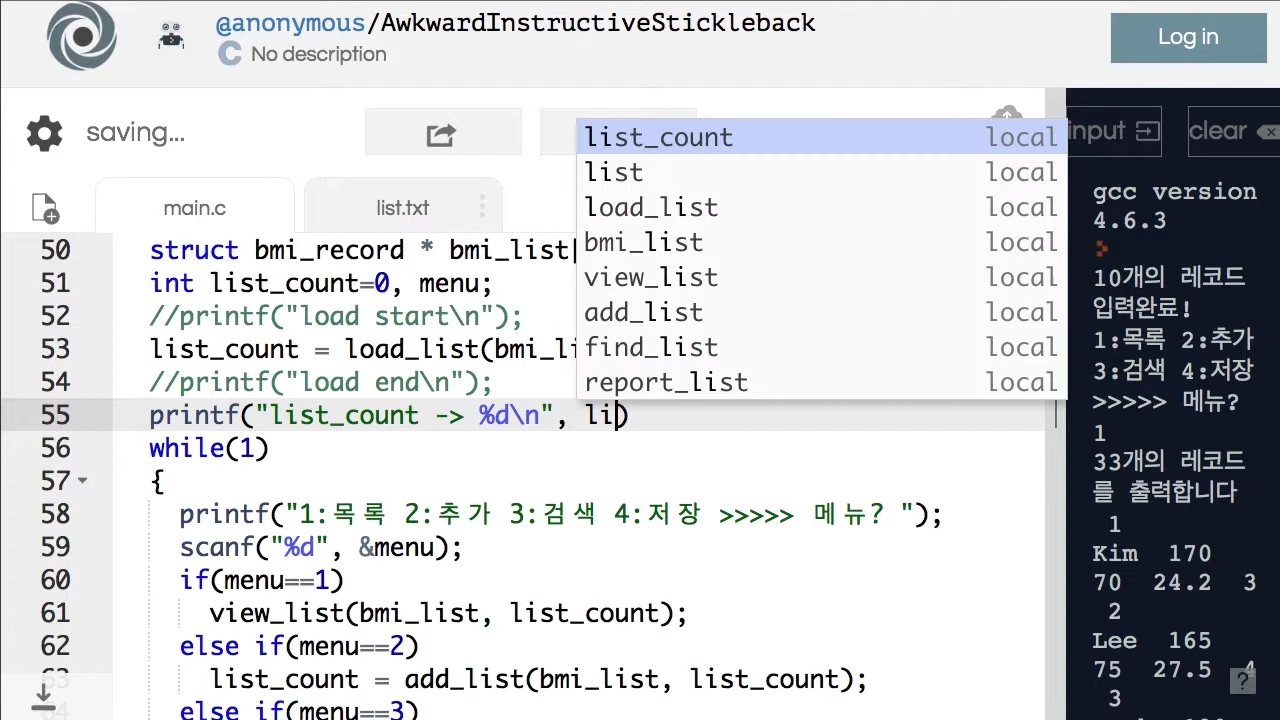 @anonymous/AwkwardInstructiveStickleback
C No description
Log in
saving...
main.c
list.txt
list_count local
list local
load_list local
bmi_list local
view_list local
add_list local
find_list local
report_list local
50 struct bmi_record * bmi_list[
51 int list_count=0, menu;
52 //printf("load start\n");
53 list_count = load_list(bmi_li
54 //printf("load end\n");
55 printf("list_count -> %d\n", li)
56 while(1)
57 {
58 printf("1:목록 2:추가 3:검색 4:저장 >>>>> 메뉴? ");
59 scanf("%d", &menu);
60 if(menu==1)
61 view_list(bmi_list, list_count);
62 else if(menu==2)
63 list_count = add_list(bmi_list, list_count);
64 else if(menu==3)
input
clear
gcc version
4.6.3
10개의 레코드
입력완료!
1:목록 2:추가
3:검색 4:저장
>>>>> 메뉴?
1
33개의 레코드
를 출력합니다
1
Kim 170
70 24.2 3
2
Lee 165
75 27.5 4
3
?